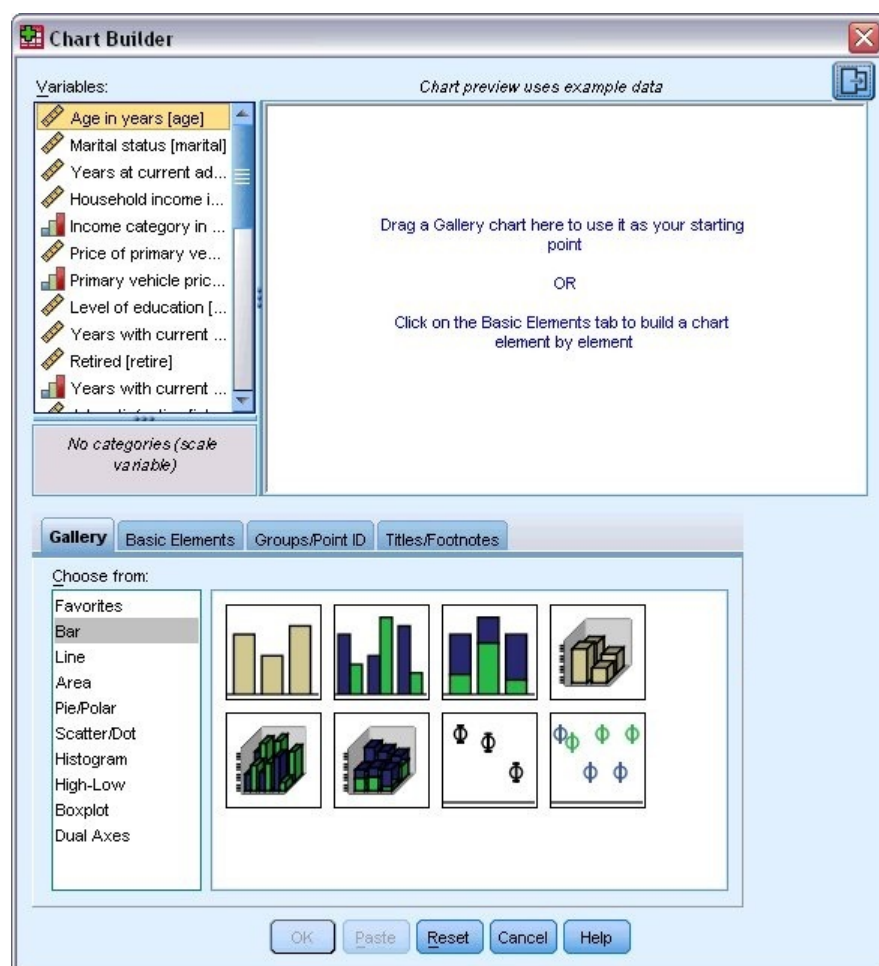 Chart Builder
Variables:
Chart preview uses example data
Age in years [age]
Marital status [marital]
Years at current ad...
Household income i...
Income category in ...
Price of primary ve...
Primary vehicle pric...
Level of education [...
Years with current ...
Retired [retire]
Years with current ...
No categories (scale
variable)
Drag a Gallery chart here to use it as your starting
point
OR
Click on the Basic Elements tab to build a chart
element by element
Gallery Basic Elements Groups/Point ID Titles/Footnotes
Choose from:
Favorites
Bar
Line
Area
Pie/Polar
Scatter/Dot
Histogram
High-Low
Boxplot
Dual Axes
OK Paste Reset Cancel Help